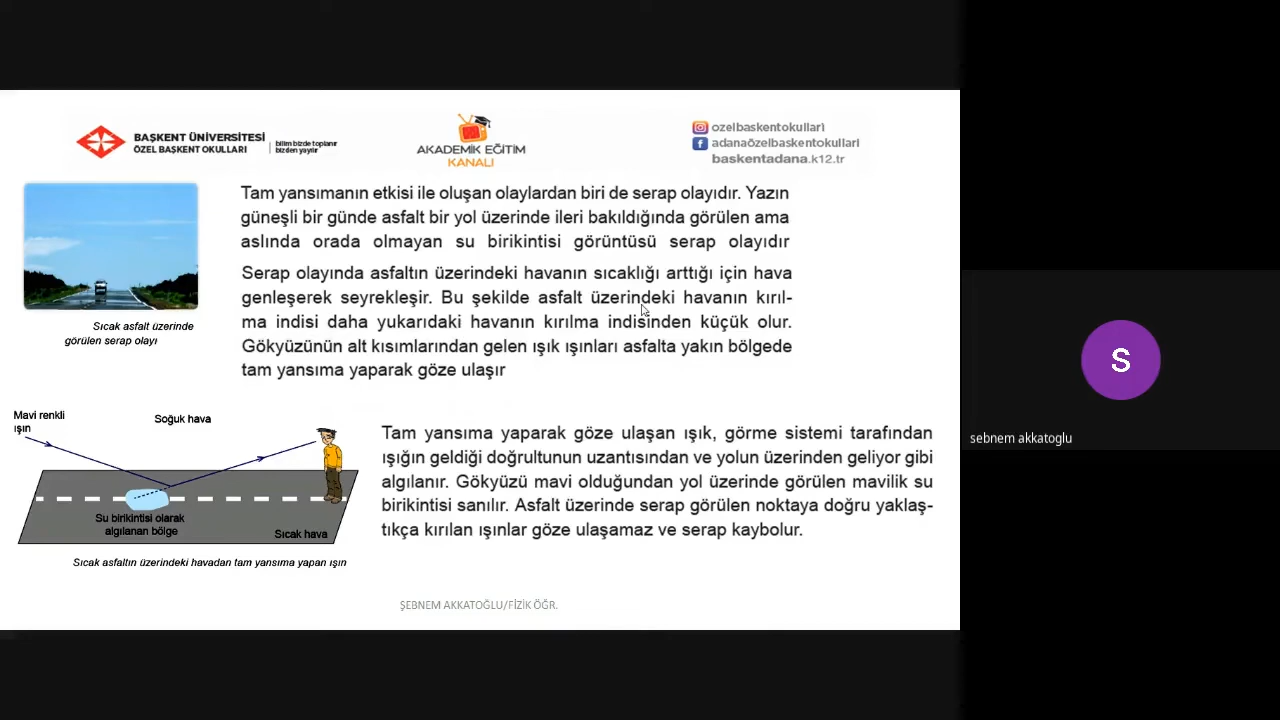 BAŞKENT ÜNİVERSİTESİ
ÖZEL BAŞKENT OKULLARI
bilim bizde toplanır
bizden yayılır
AKADEMİK EĞİTİM
KANALI
ozelbaskentokullari
adanaözelbaskentokullari
baskentadana.k12.tr
Tam yansımanın etkisi ile oluşan olaylardan biri de serap olayıdır. Yazın
güneşli bir günde asfalt bir yol üzerinde ileri bakıldığında görülen ama
aslında orada olmayan su birikintisi görüntüsü serap olayıdır
Serap olayında asfaltın üzerindeki havanın sıcaklığı arttığı için hava
genleşerek seyrekleşir. Bu şekilde asfalt üzerindeki havanın kırıl-
ma indisi daha yukarıdaki havanın kırılma indisinden küçük olur.
Gökyüzünün alt kısımlarından gelen ışık ışınları asfalta yakın bölgede
tam yansıma yaparak göze ulaşır
Sıcak asfalt üzerinde
görülen serap olayı
Mavi renkli
ışın
Soğuk hava
Su birikintisi olarak
algılanan bölge
Sıcak hava
Sıcak asfaltın üzerindeki havadan tam yansıma yapan ışın
Tam yansıma yaparak göze ulaşan ışık, görme sistemi tarafından
ışığın geldiği doğrultunun uzantısından ve yolun üzerinden geliyor gibi
algılanır. Gökyüzü mavi olduğundan yol üzerinde görülen mavilik su
birikintisi sanılır. Asfalt üzerinde serap görülen noktaya doğru yaklaş-
tıkça kırılan ışınlar göze ulaşamaz ve serap kaybolur.
ŞEBNEM AKKATOĞLU/FİZİK ÖĞR.
S
sebnem akkatoglu